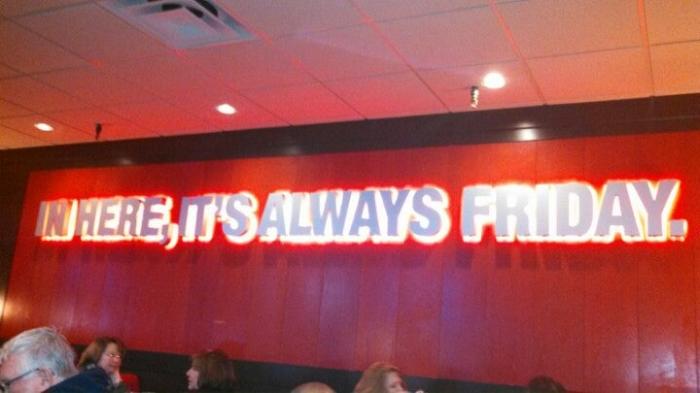 IN HERE, IT'S ALWAYS FRIDAY.